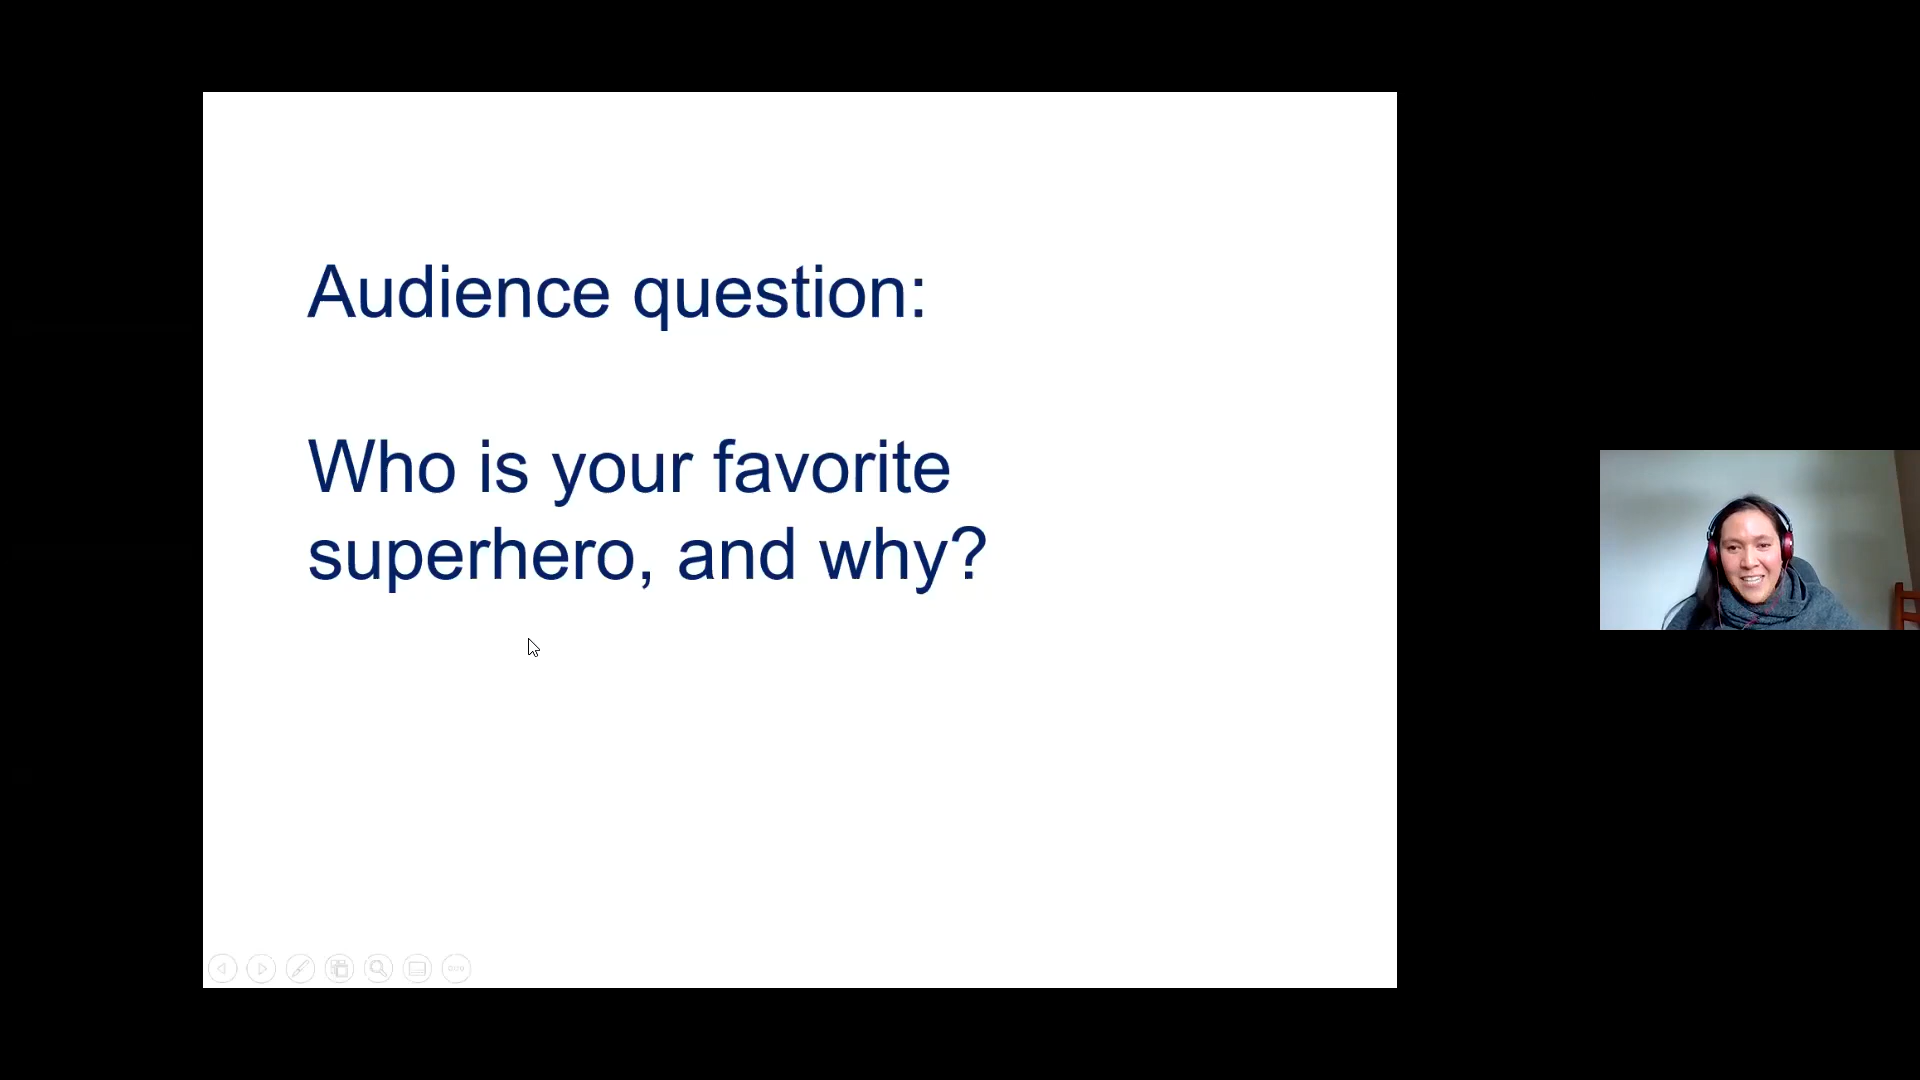 Audience question:
Who is your favorite
superhero, and why?